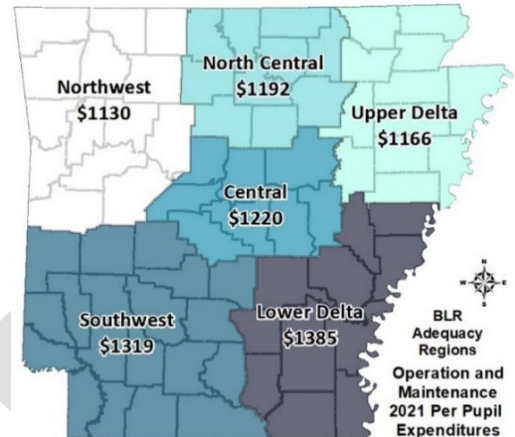 Northwest
$1130
North Central
$1192
Upper Delta
$1166
Central
$1220
Southwest
$1319
Lower Delta
$1385
N
W E
S
BLR
Adequacy
Regions
Operation and
Maintenance
2021 Per Pupil
Expenditures